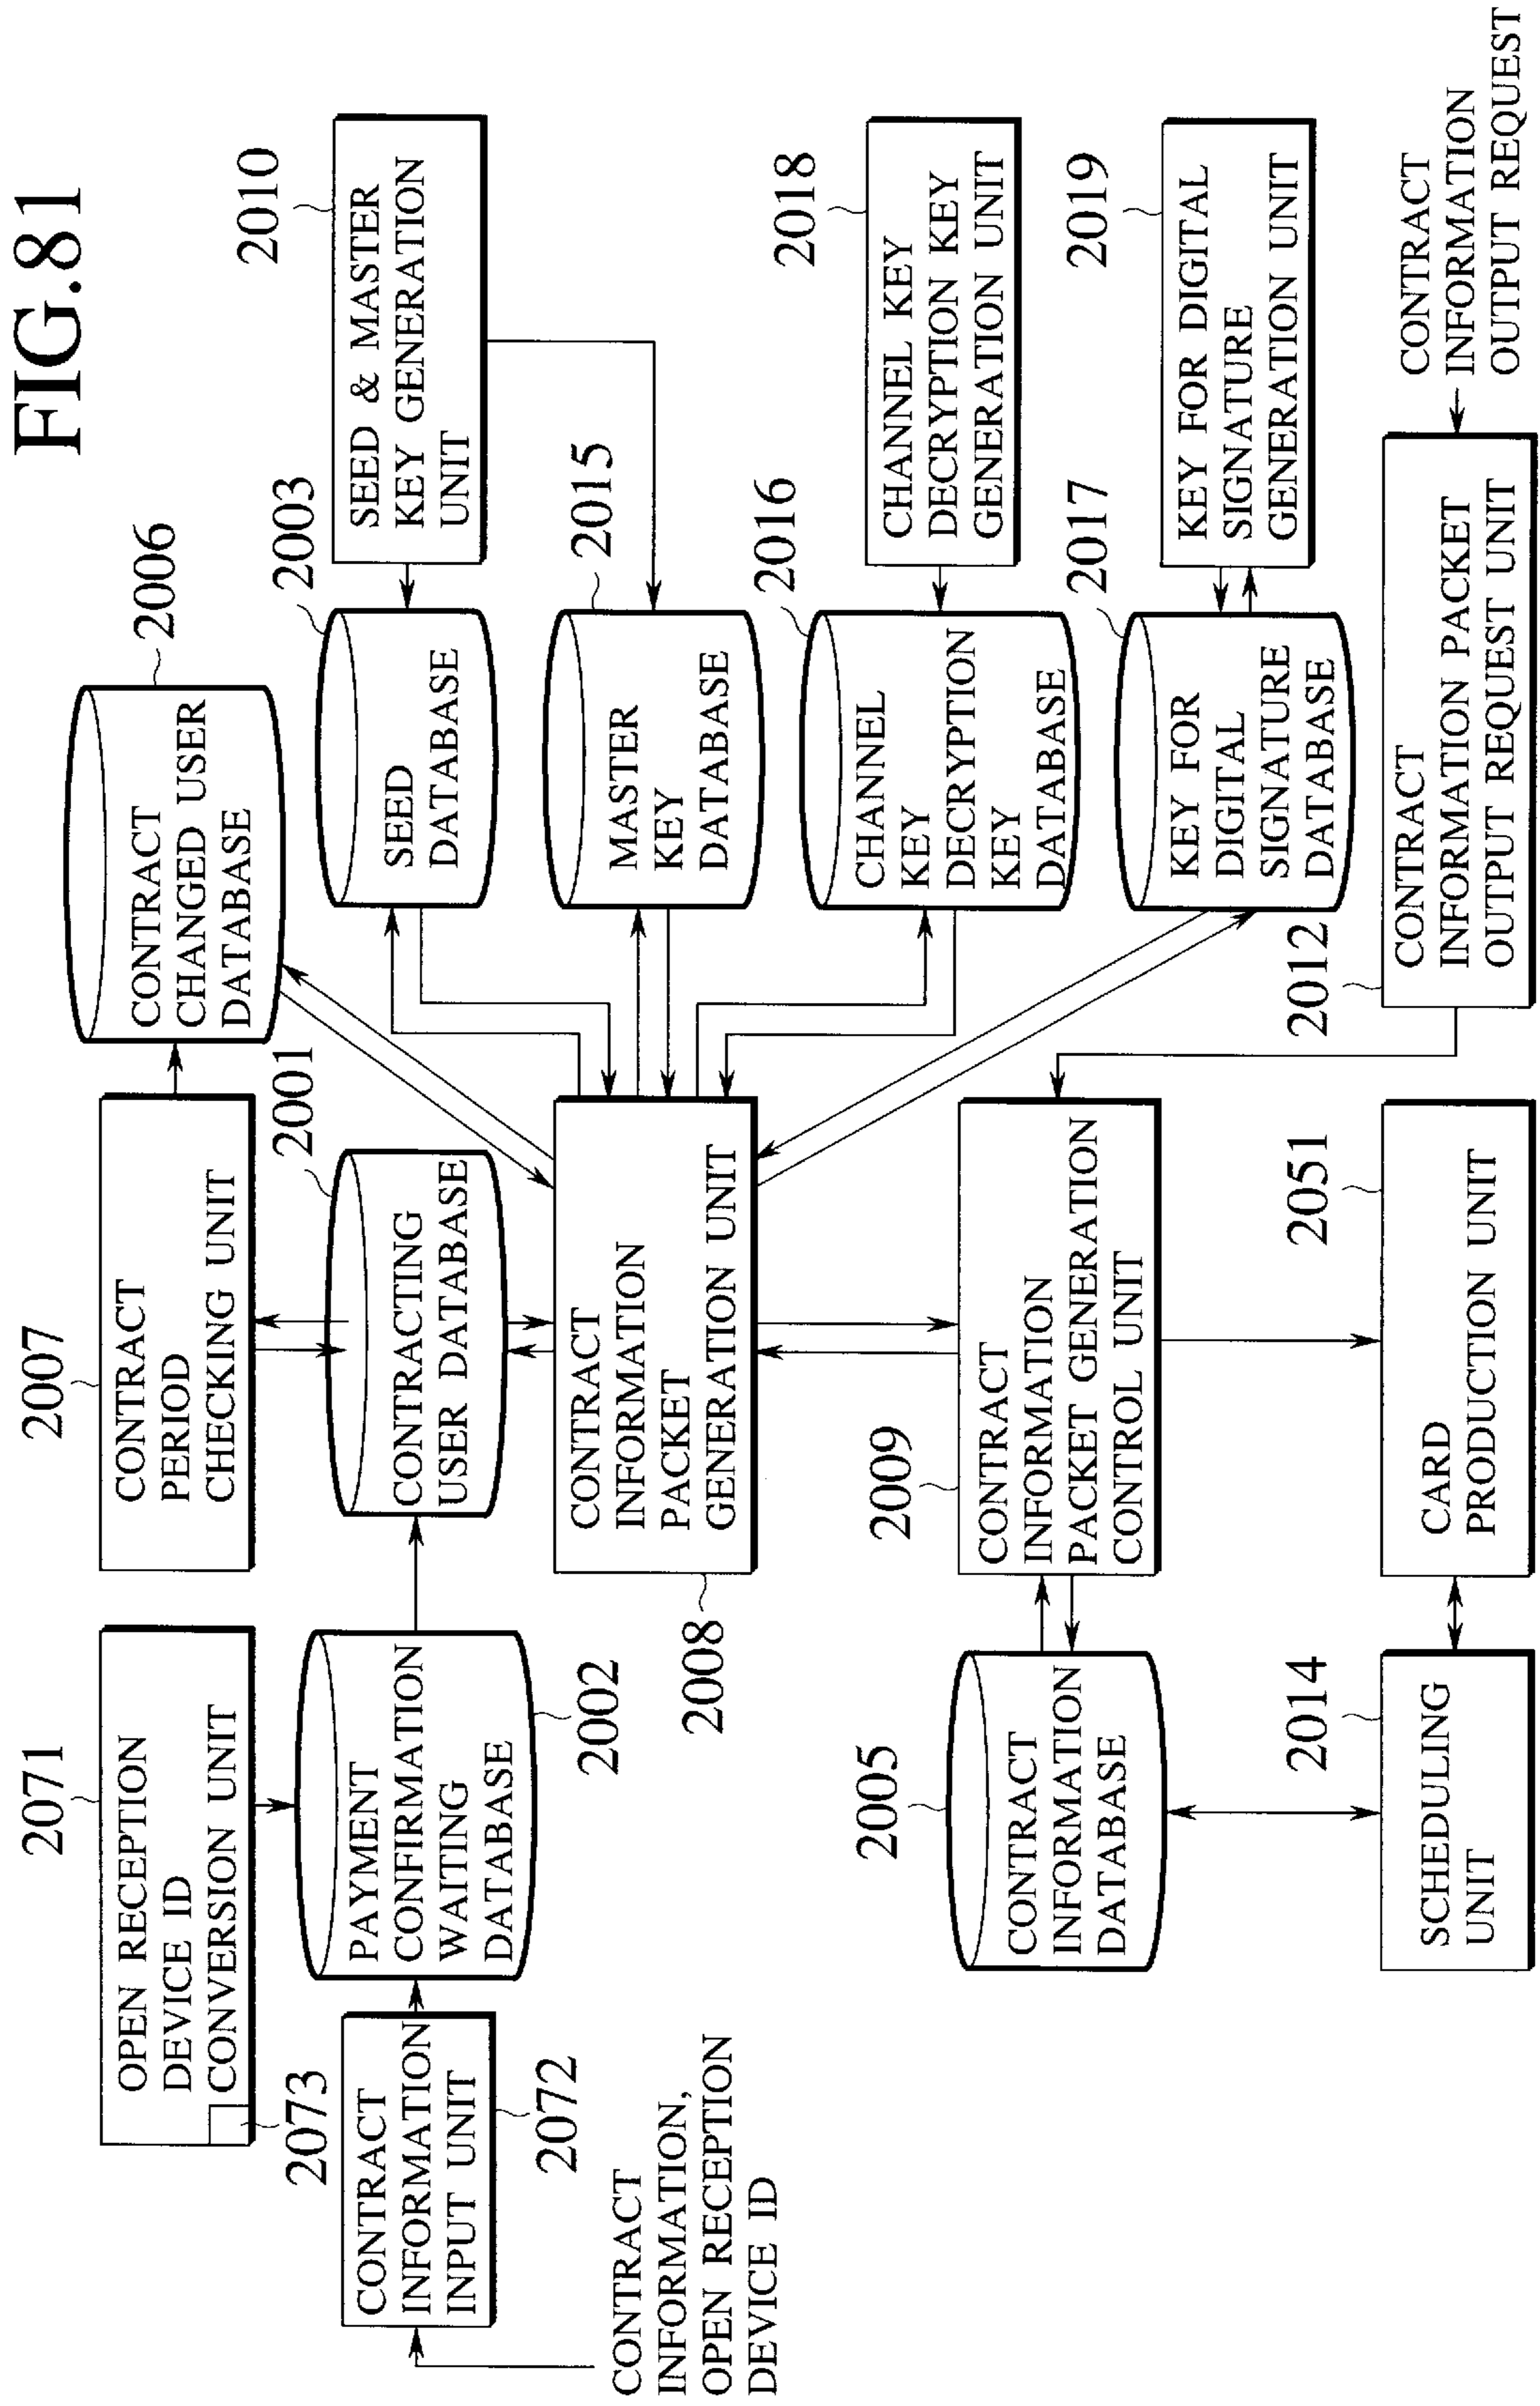 FIG.81
2071
OPEN RECEPTION
DEVICE ID
CONVERSION UNIT
2073
2007
CONTRACT
PERIOD
CHECKING UNIT
2006
CONTRACT
CHANGED USER
DATABASE
2010
SEED & MASTER
KEY GENERATION
UNIT
CONTRACT
INFORMATION
INPUT UNIT
2072
CONTRACT
INFORMATION,
OPEN RECEPTION
DEVICE ID
PAYMENT
CONFIRMATION
WAITING
DATABASE
2002
2001
CONTRACTING
USER DATABASE
2003
SEED
DATABASE
2015
MASTER
KEY
DATABASE
CONTRACT
INFORMATION
PACKET
GENERATION UNIT
2008
2016
CHANNEL
KEY
DECRYPTION
KEY
DATABASE
2018
CHANNEL KEY
DECRYPTION KEY
GENERATION UNIT
2017
KEY FOR
DIGITAL
SIGNATURE
DATABASE
2019
KEY FOR DIGITAL
SIGNATURE
GENERATION UNIT
2005
CONTRACT
INFORMATION
DATABASE
2009
CONTRACT
INFORMATION
PACKET GENERATION
CONTROL UNIT
2012
CONTRACT
INFORMATION PACKET
OUTPUT REQUEST UNIT
CONTRACT
INFORMATION
OUTPUT REQUEST
2014
SCHEDULING
UNIT
2051
CARD
PRODUCTION UNIT